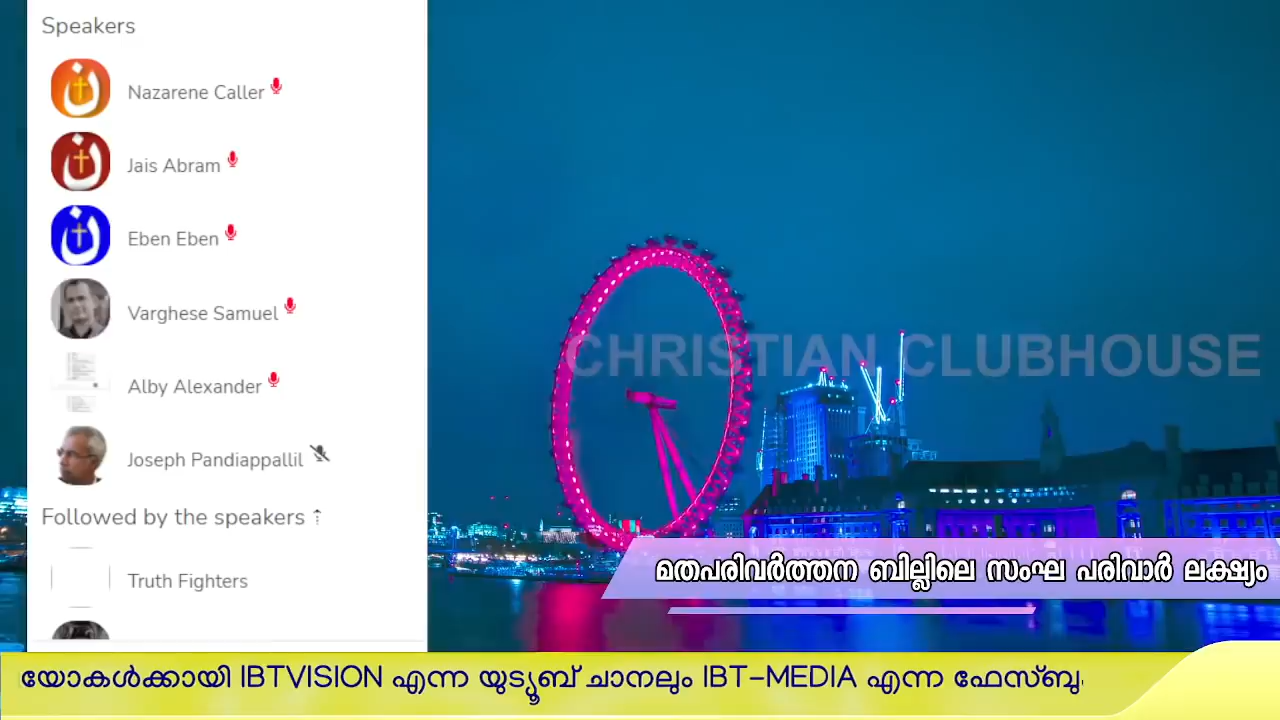 Speakers
Nazarene Caller
Jais Abram
Eben Eben
Varghese Samuel
Alby Alexander
Joseph Pandiappallil
Followed by the speakers
Truth Fighters
CHRISTIAN CLUBHOUSE
മതപരിവർത്തന ബില്ലിലെ സംഘ പരിവാർ ലക്ഷ്യം
യോകൾക്കായി IBTVISION എന്ന യുട്യൂബ് ചാനലും IBT-MEDIA എന്ന ഫേസ്ബു